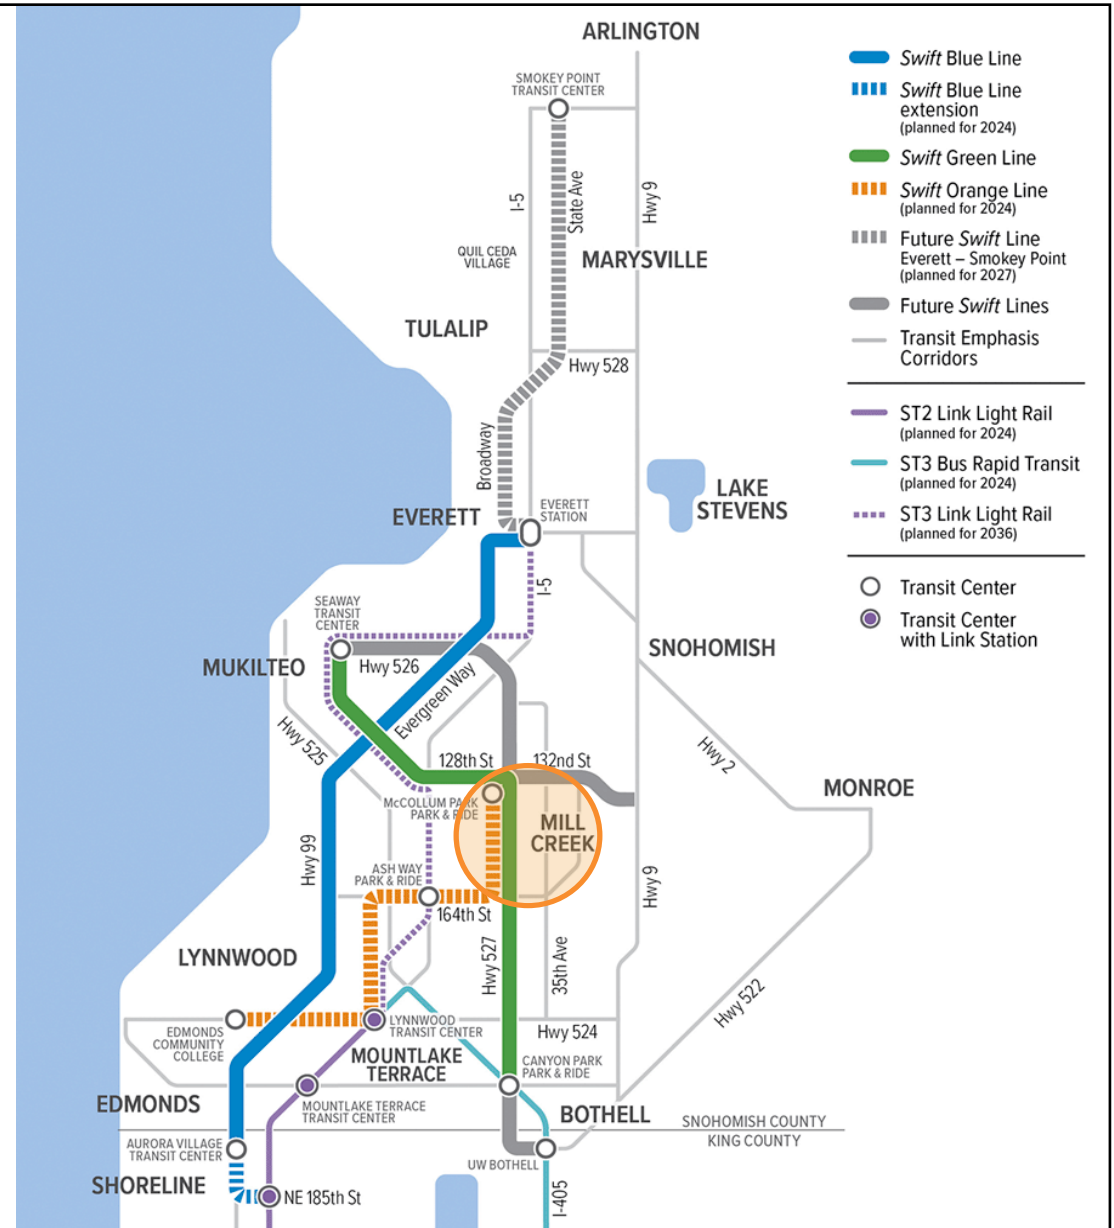 ARLINGTON
SMOKEY POINT
TRANSIT CENTER
I-5
State Ave
Hwy 9
QUIL CEDA
VILLAGE
MARYSVILLE
TULALIP
Hwy 528
Broadway
EVERETT
EVERETT
STATION
LAKE
STEVENS
I-5
SEAWAY
TRANSIT
CENTER
MUKILTEO
Hwy 526
Evergreen Way
SNOHOMISH
Hwy 525
Hwy 2
128th St
132nd St
McCOLLUM PARK
PARK & RIDE
MILL
CREEK
MONROE
Hwy 99
ASH WAY
PARK & RIDE
164th St
Hwy 9
LYNNWOOD
Hwy 527
35th Ave
Hwy 522
EDMONDS
COMMUNITY
COLLEGE
LYNNWOOD
TRANSIT CENTER
Hwy 524
MOUNTLAKE
TERRACE
CANYON PARK
PARK & RIDE
EDMONDS
MOUNTLAKE TERRACE
TRANSIT CENTER
BOTHELL
SNOHOMISH COUNTY
KING COUNTY
AURORA VILLAGE
TRANSIT CENTER
UW BOTHELL
SHORELINE
NE 185th St
I-405
Swift Blue Line
Swift Blue Line
extension
(planned for 2024)
Swift Green Line
Swift Orange Line
(planned for 2024)
Future Swift Line
Everett – Smokey Point
(planned for 2027)
Future Swift Lines
Transit Emphasis
Corridors
ST2 Link Light Rail
(planned for 2024)
ST3 Bus Rapid Transit
(planned for 2024)
ST3 Link Light Rail
(planned for 2036)
Transit Center
Transit Center
with Link Station